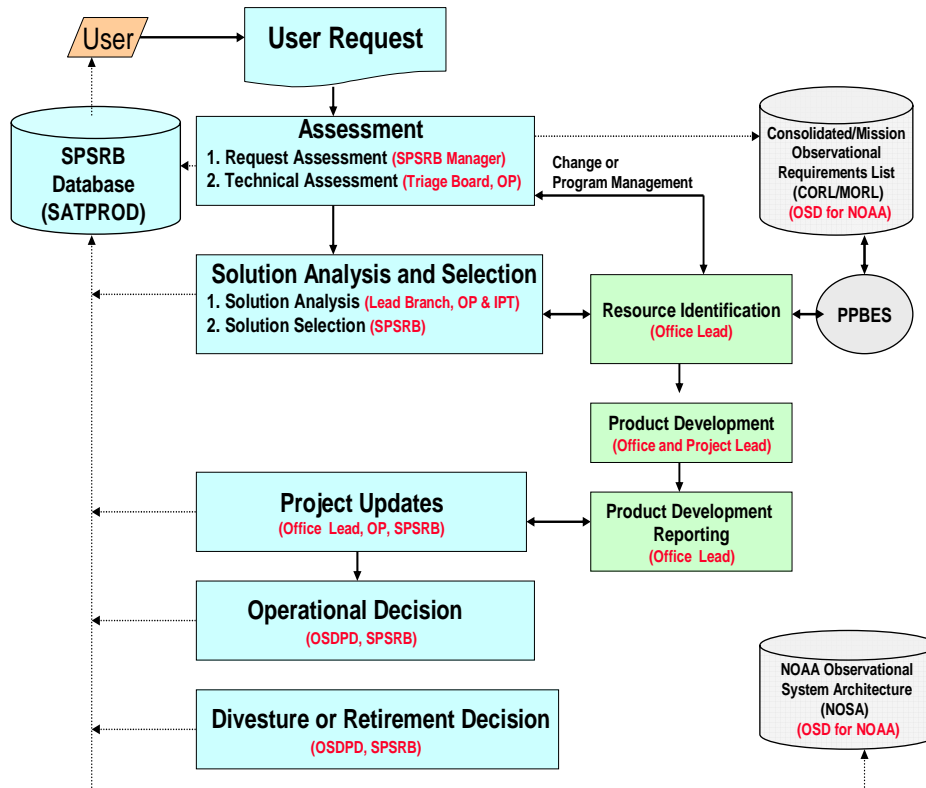 User
User Request
Assessment
1. Request Assessment (SPSRB Manager)
2. Technical Assessment (Triage Board, OP)
SPSRB
Database
(SATPROD)
Change or
Program Management
Consolidated/Mission
Observational
Requirements List
(CORL/MORL)
(OSD for NOAA)
Solution Analysis and Selection
1. Solution Analysis (Lead Branch, OP & IPT)
2. Solution Selection (SPSRB)
Resource Identification
(Office Lead)
PPBES
Product Development
(Office and Project Lead)
Project Updates
(Office Lead, OP, SPSRB)
Product Development
Reporting
(Office Lead)
Operational Decision
(OSDPD, SPSRB)
Divesture or Retirement Decision
(OSDPD, SPSRB)
NOAA Observational
System Architecture
(NOSA)
(OSD for NOAA)